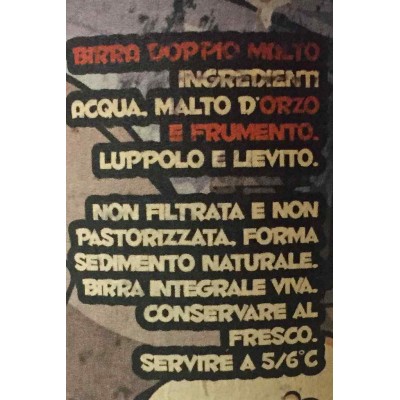 BIRRA DOPPIO MALTO
INGREDIENTI
ACQUA, MALTO D'ORZO
E FRUMENTO,
LUPPOLO E LIEVITO.
NON FILTRATA E NON
PASTORIZZATA, FORMA
SEDIMENTO NATURALE.
BIRRA INTEGRALE VIVA.
CONSERVARE AL
FRESCO.
SERVIRE A 5/6°C